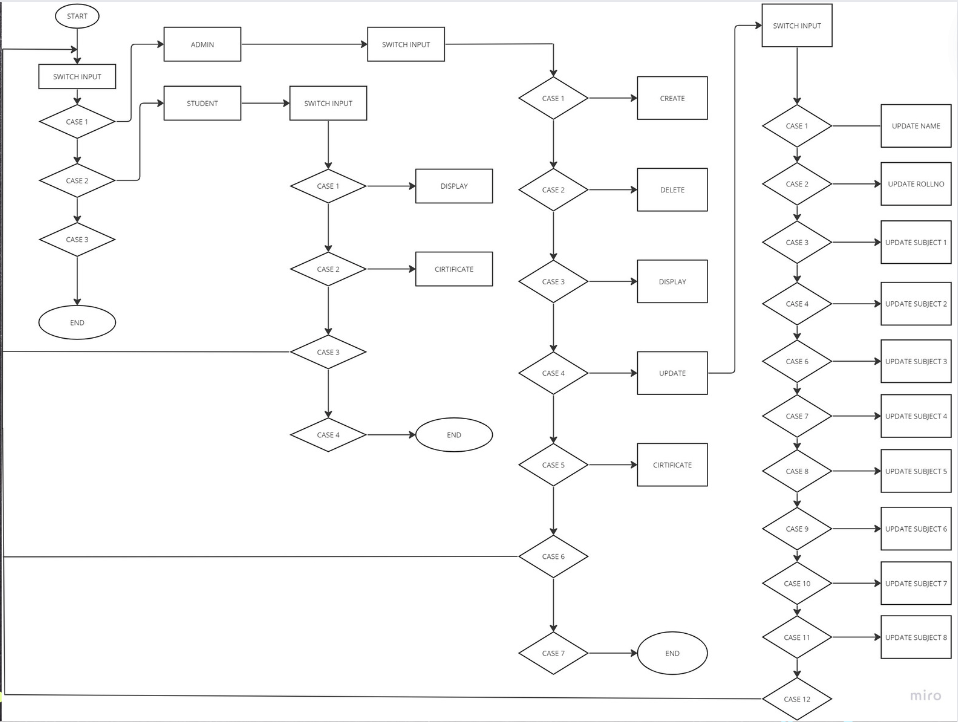 START
SWITCH INPUT
CASE 1
CASE 2
CASE 3
END
ADMIN
SWITCH INPUT
STUDENT
SWITCH INPUT
CASE 1
DISPLAY
CASE 2
CIRTIFICATE
CASE 3
CASE 4
END
CASE 1
CREATE
CASE 2
DELETE
CASE 3
DISPLAY
CASE 4
UPDATE
CASE 5
CIRTIFICATE
CASE 6
CASE 7
END
SWITCH INPUT
CASE 1
UPDATE NAME
CASE 2
UPDATE ROLLNO
CASE 3
UPDATE SUBJECT 1
CASE 4
UPDATE SUBJECT 2
CASE 6
UPDATE SUBJECT 3
CASE 7
UPDATE SUBJECT 4
CASE 8
UPDATE SUBJECT 5
CASE 9
UPDATE SUBJECT 6
CASE 10
UPDATE SUBJECT 7
CASE 11
UPDATE SUBJECT 8
CASE 12
miro